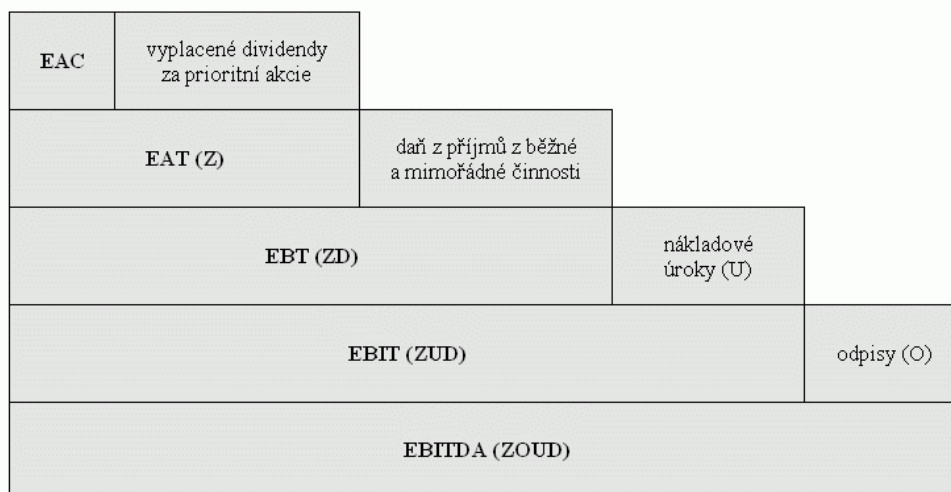 EAC
vyplacené dividendy
za prioritní akcie
EAT (Z)
daň z příjmů z běžné
a mimořádné činnosti
EBT (ZD)
nákladové
úroky (U)
EBIT (ZUD)
odpisy (O)
EBITDA (ZOUD)